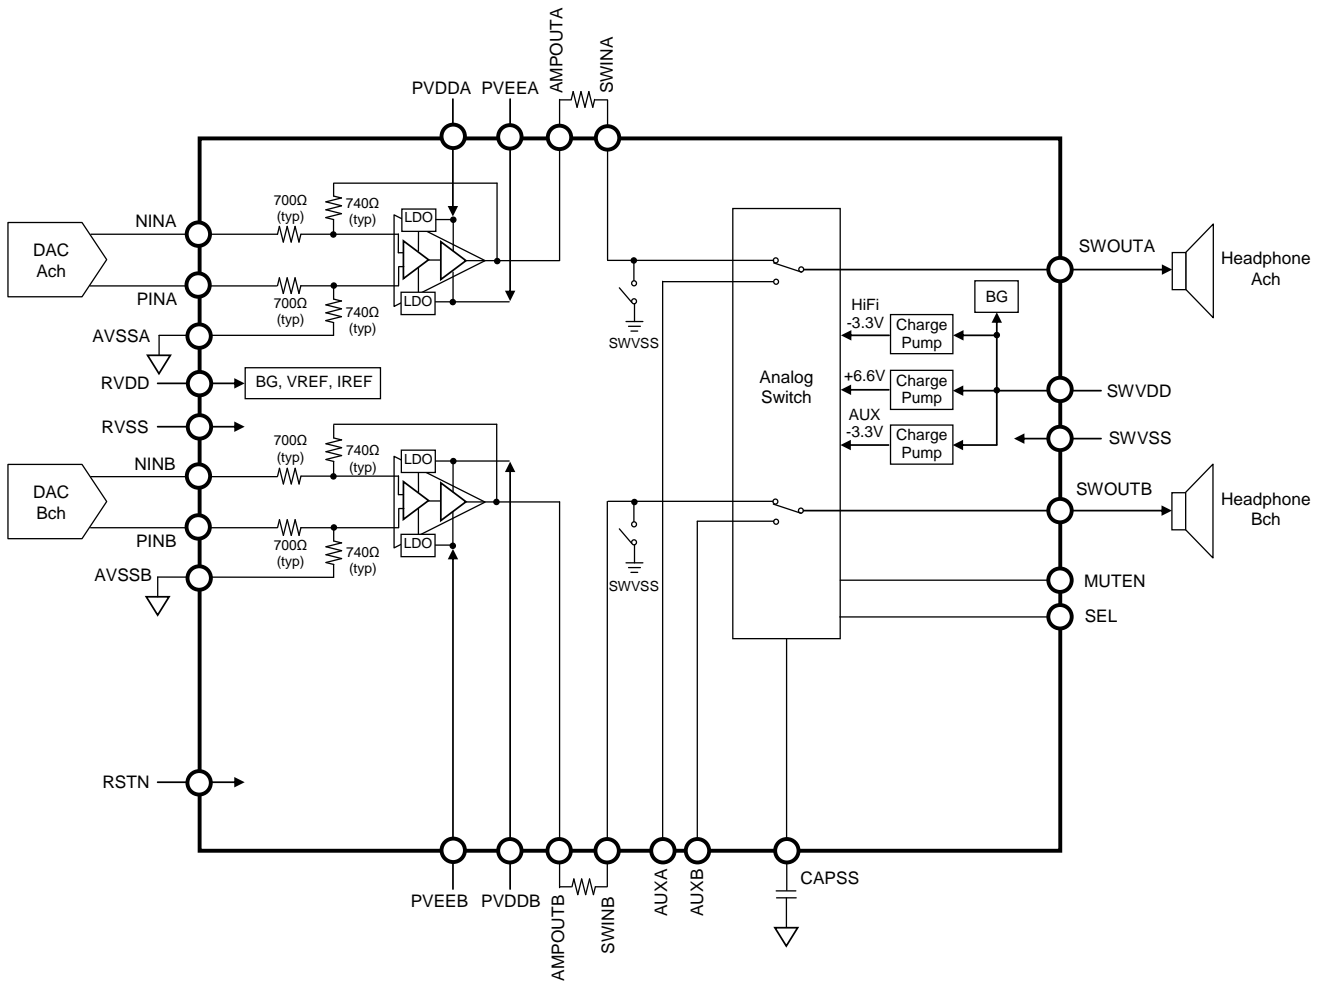 AMPOUTA
SWINA
PVDDA
PVEEA
NINA
700Ω
(typ)
740Ω
(typ)
LDO
DAC
Ach
PINA
700Ω
(typ)
740Ω
(typ)
LDO
AVSSA
SWVSS
SWOUTA
Headphone
Ach
BG
HiFi
-3.3V
Charge
Pump
RVDD
BG, VREF, IREF
Analog
Switch
+6.6V
Charge
Pump
SWVDD
RVSS
AUX
-3.3V
Charge
Pump
SWVSS
NINB
700Ω
(typ)
740Ω
(typ)
LDO
DAC
Bch
PINB
700Ω
(typ)
740Ω
(typ)
LDO
AVSSB
SWVSS
SWOUTB
Headphone
Bch
MUTEN
SEL
RSTN
PVEEB
PVDDB
AMPOUTB
SWINB
AUXA
AUXB
CAPSS